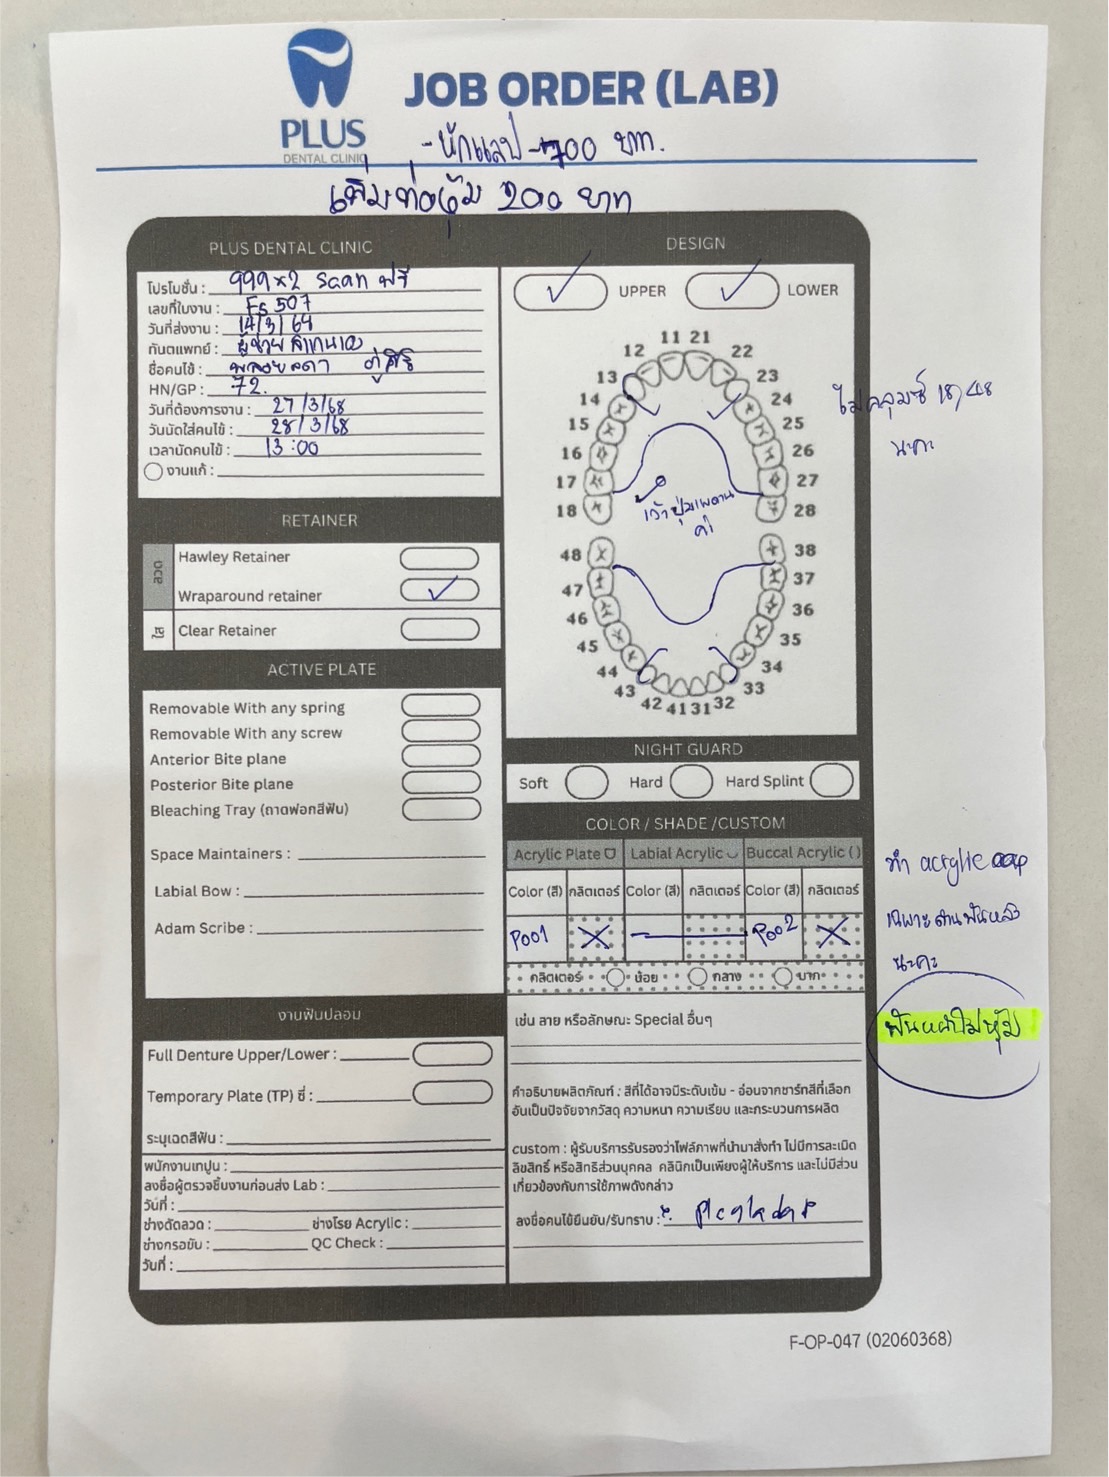 JOB ORDER (LAB)
PLUS
DENTAL CLINIC
- หักแลป - 700 บาท.
เพิ่มท่อหุ้ม 200 บาท
PLUS DENTAL CLINIC
โปรโมชั่น : 999x2 scan ฟรี
เลขที่ใบงาน : Fs 507
วันที่ส่งงาน : 14/3/64
ทันตแพทย์ : ผู้ช่วย
ชื่อคนไข้ : พลอยลดา
HN/GP : 72.
วันที่ต้องการงาน : 27/3/68
วันนัดใส่คนไข้ : 28/3/68
เวลานัดคนไข้ : 13:00
งานแก้ :
RETAINER
ลวด
Hawley Retainer
Wraparound retainer
ใส
Clear Retainer
ACTIVE PLATE
Removable With any spring
Removable With any screw
Anterior Bite plane
Posterior Bite plane
Bleaching Tray (ถาดฟอกสีฟัน)
Space Maintainers :
Labial Bow :
Adam Scribe :
งานฟันปลอม
Full Denture Upper/Lower :
Temporary Plate (TP) ซี่ :
ระบุเฉดสีฟัน :
พนักงานเทปูน :
ลงชื่อผู้ตรวจชิ้นงานก่อนส่ง Lab :
วันที่ :
ช่างดัดลวด : ช่างโรย Acrylic :
ช่างกรอขัด : QC Check :
วันที่ :
DESIGN
UPPER LOWER
11 21
12 22
13 23
14 24
15 25
16 26
17 27
18 28
เว้าปุ่มเพดาน
ค่ะ
48 38
47 37
46 36
45 35
44 34
43 33
42 41 31 32
ไม่คลุมซี่ 18, 48
นะคะ
NIGHT GUARD
Soft Hard Hard Splint
COLOR / SHADE /CUSTOM
Acrylic Plate Labial Acrylic Buccal Acrylic ( )
Color (สี) กลิตเตอร์ Color (สี) กลิตเตอร์ Color (สี) กลิตเตอร์
P001 P002
กลิตเตอร์ น้อย กลาง มาก
ทำ acrylic
เฉพาะด้านฟันหลัง
นะคะ
ฟันหน้าไม่หุ้ม
เช่น ลาย หรือลักษณะ Special อื่นๆ
คำอธิบายผลิตภัณฑ์ : สีที่ได้อาจมีระดับเข้ม - อ่อนจากชาร์ทสีที่เลือก
อันเป็นปัจจัยจากวัสดุ ความหนา ความเรียบ และกระบวนการผลิต
custom : ผู้รับบริการรับรองว่าไฟล์ภาพที่นำมาสั่งทำ ไม่มีการละเมิด
ลิขสิทธิ์ หรือสิทธิส่วนบุคคล คลินิกเป็นเพียงผู้ให้บริการ และไม่มีส่วน
เกี่ยวข้องกับการใช้ภาพดังกล่าว
ลงชื่อคนไข้ยืนยัน/รับทราบ :
F-OP-047 (02060368)